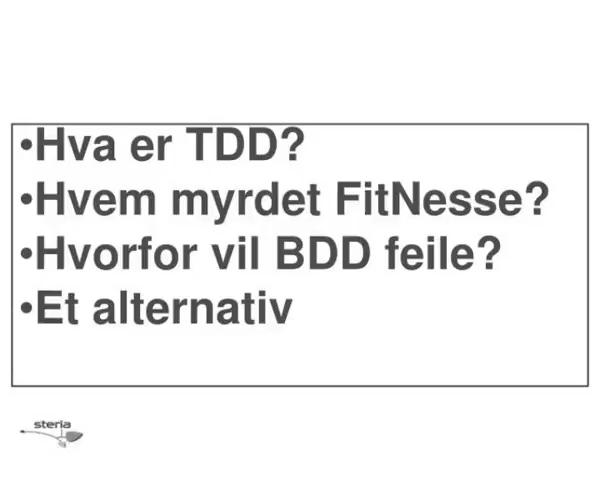 •Hva er TDD?
•Hvem myrdet FitNesse?
•Hvorfor vil BDD feile?
•Et alternativ
steria